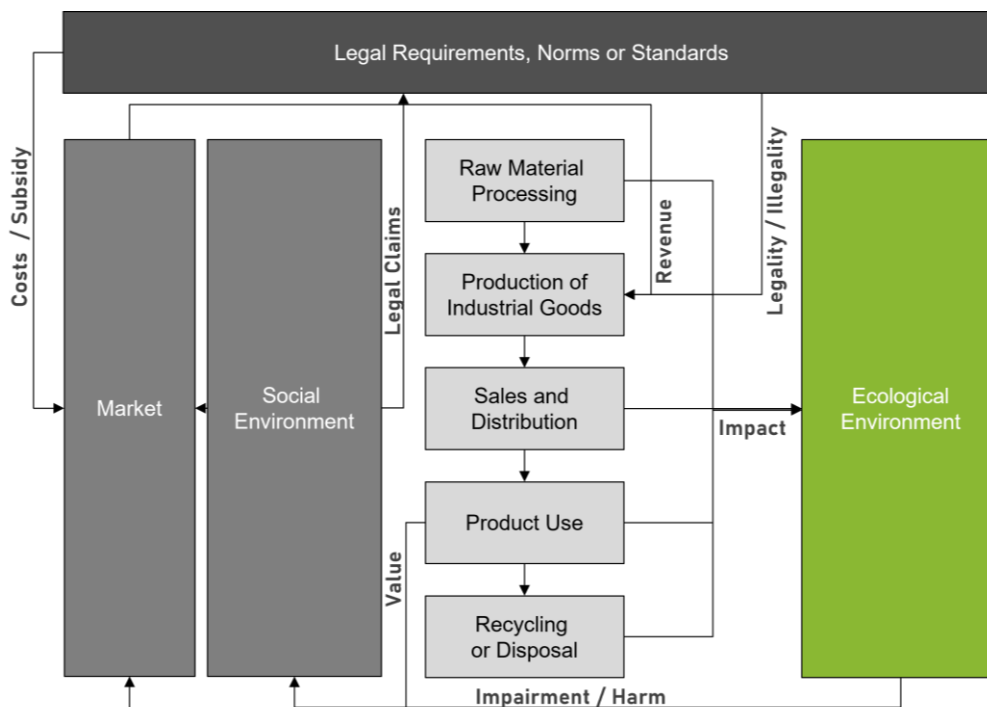 Legal Requirements, Norms or Standards
Costs / Subsidy
Market
Social
Environment
Legal Claims
Raw Material
Processing
Production of
Industrial Goods
Sales and
Distribution
Product Use
Recycling
or Disposal
Value
Revenue
Legality / Illegality
Impact
Ecological
Environment
Impairment / Harm